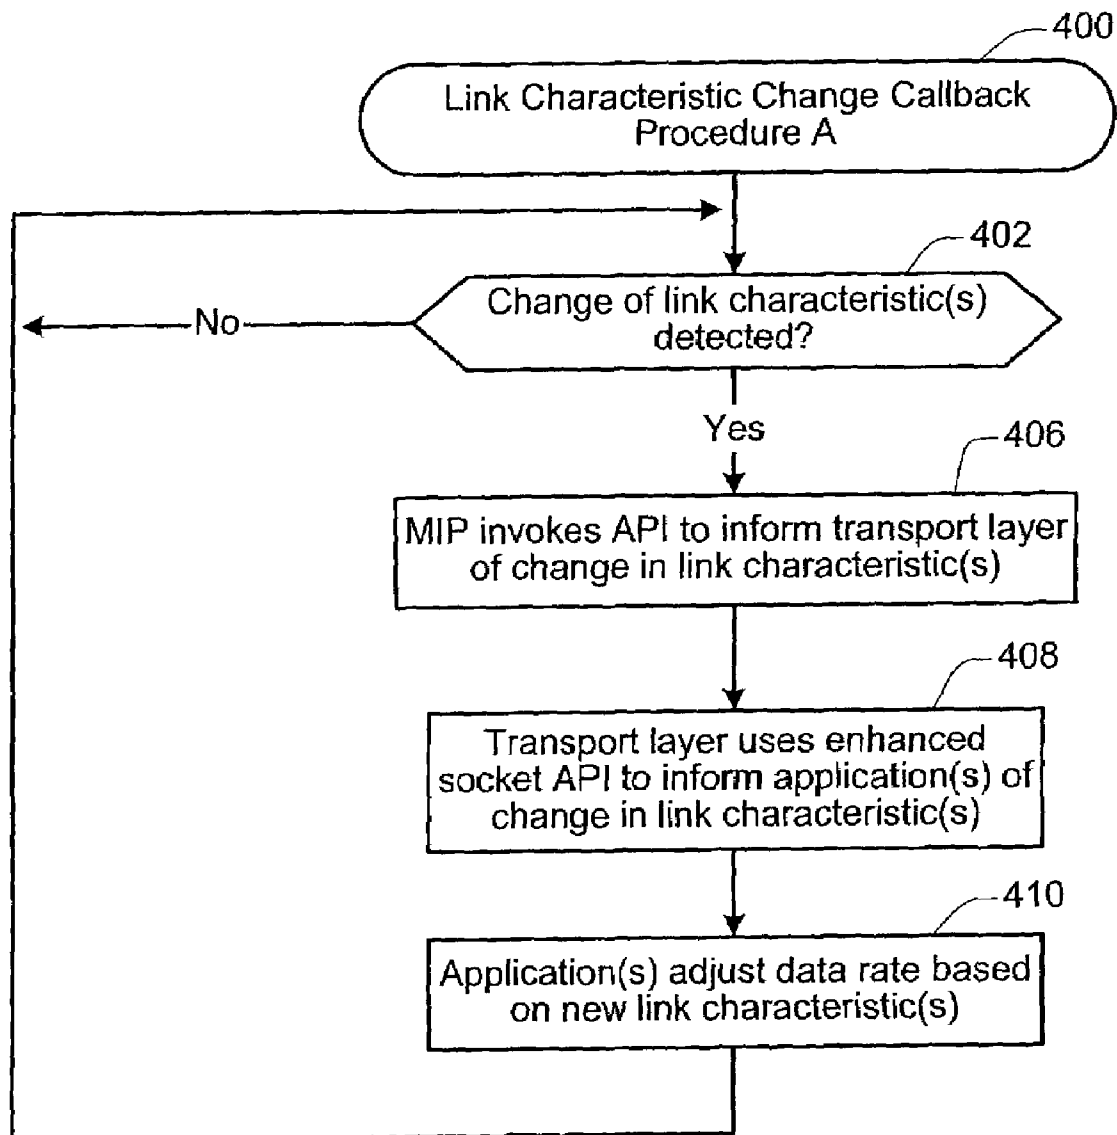 400
Link Characteristic Change Callback
Procedure A
402
Change of link characteristic(s)
detected?
No
Yes
406
MIP invokes API to inform transport layer
of change in link characteristic(s)
408
Transport layer uses enhanced
socket API to inform application(s) of
change in link characteristic(s)
410
Application(s) adjust data rate based
on new link characteristic(s)